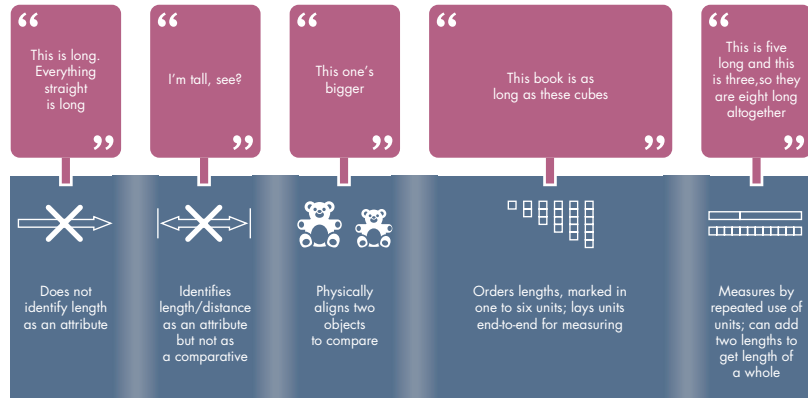 “
This is long.
Everything
straight
is long
”
“
I’m tall, see?
”
“
This one’s
bigger
”
“
This book is as
long as these cubes
”
“
This is five
long and this
is three,so they
are eight long
altogether
”
Does not
identify length
as an attribute
Identifies
length/distance
as an attribute
but not as
a comparative
Physically
aligns two
objects
to compare
Orders lengths, marked in
one to six units; lays units
end-to-end for measuring
Measures by
repeated use of
units; can add
two lengths to
get length of
a whole